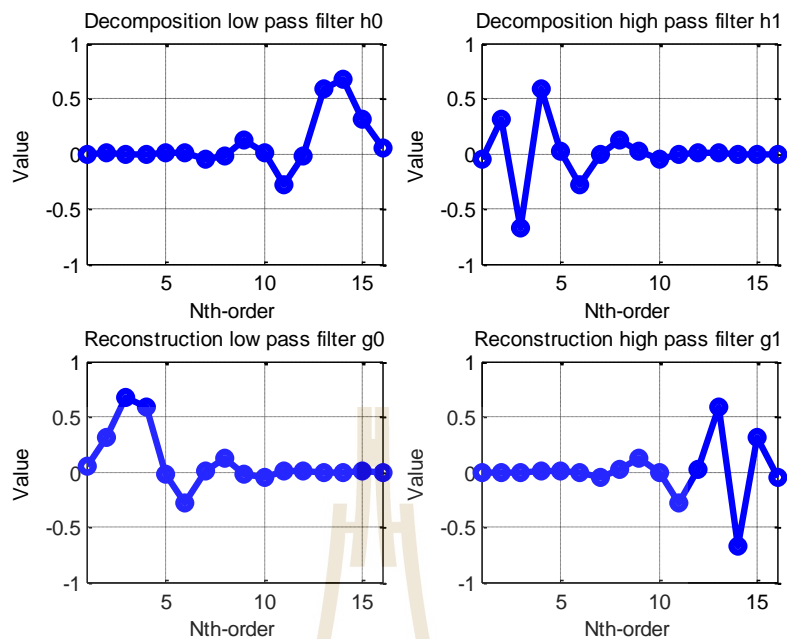 Decomposition low pass filter h0
1
0.5
0
-0.5
-1
Value
5 10 15
Nth-order
Decomposition high pass filter h1
1
0.5
0
-0.5
-1
Value
5 10 15
Nth-order
Reconstruction low pass filter g0
1
0.5
0
-0.5
-1
Value
5 10 15
Nth-order
Reconstruction high pass filter g1
1
0.5
0
-0.5
-1
Value
5 10 15
Nth-order